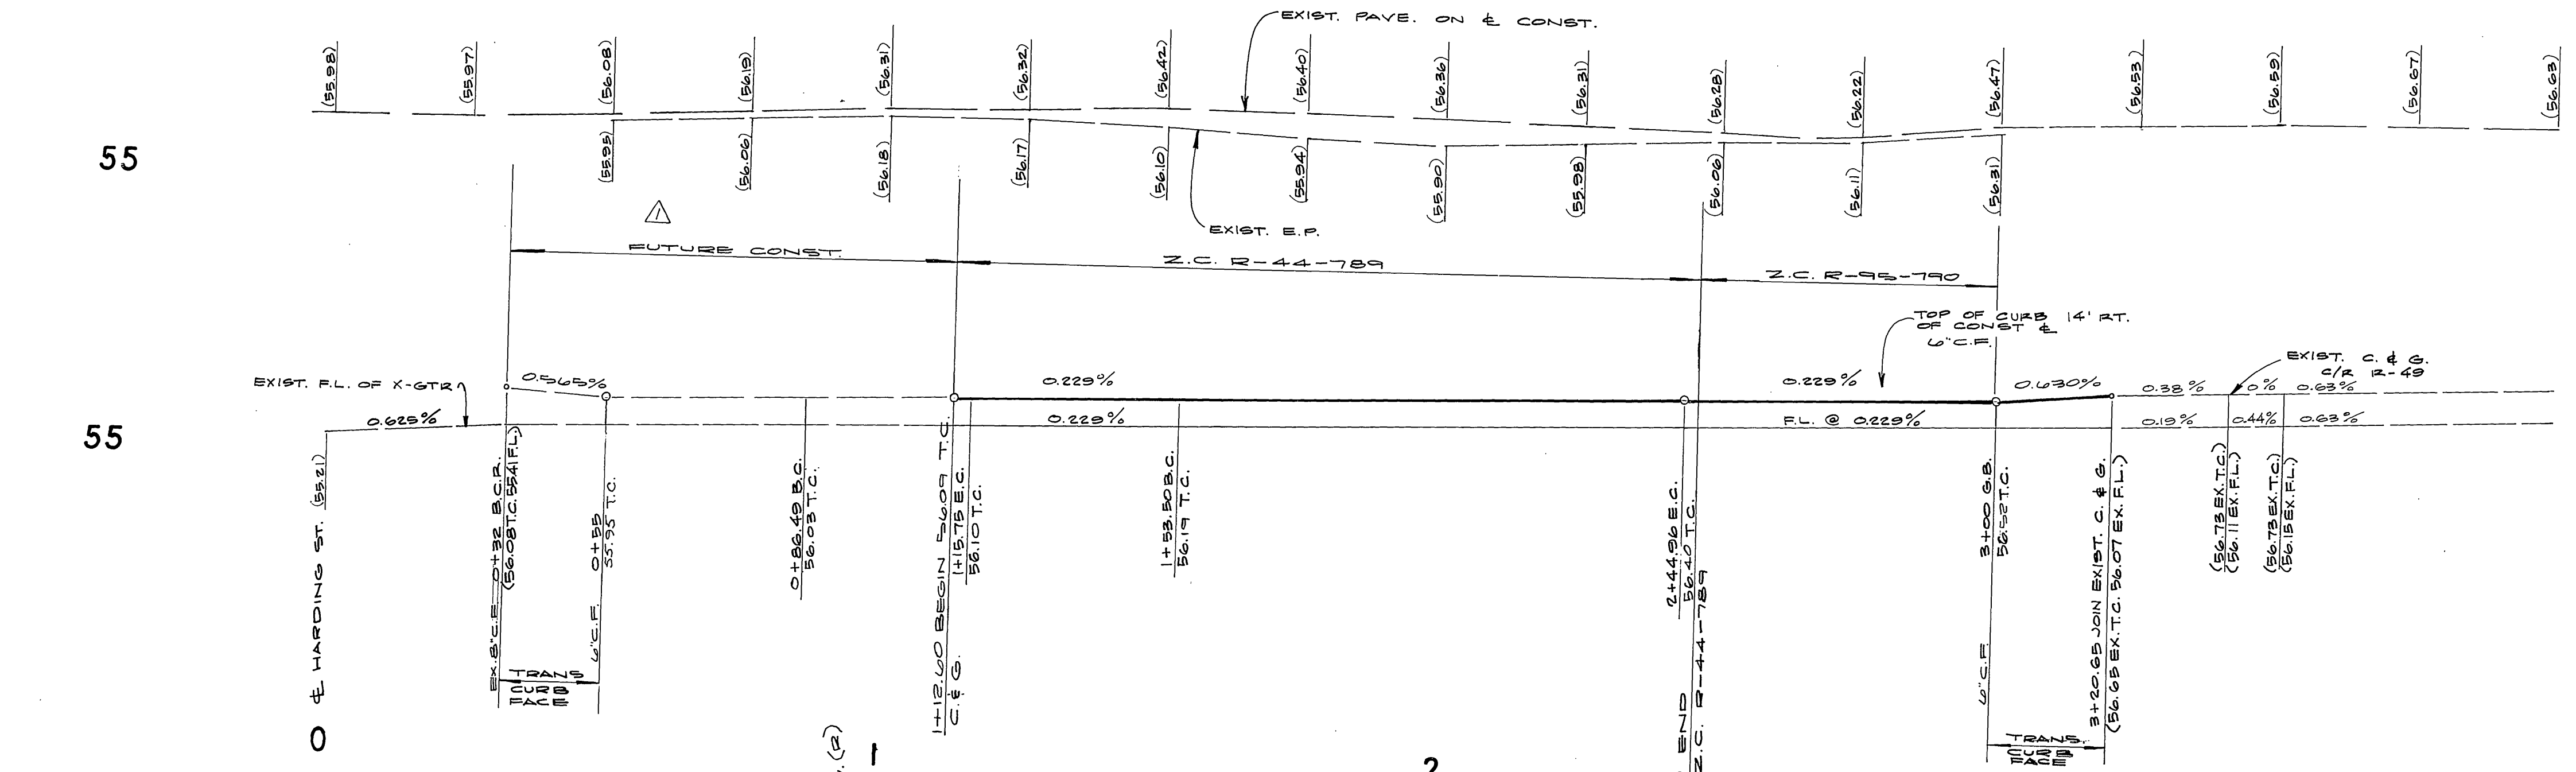 EXIST. PAVE. ON ℄ CONST.
(55.98)
(55.97)
(56.08)
(56.19)
(56.31)
(56.32)
(56.42)
(56.40)
(56.36)
(56.31)
(56.28)
(56.22)
(56.47)
(56.53)
(56.59)
(56.67)
(56.63)
55
(55.95)
(56.06)
(56.18)
(56.17)
(56.10)
(55.94)
(55.90)
(55.98)
(56.06)
(56.11)
(56.31)
1
EXIST. E.P.
FUTURE CONST.
Z.C. R-44-789
Z.C. R-95-790
TOP OF CURB 14' RT.
OF CONST ℄
6"C.F.
EXIST. C. & G.
C/R R-49
EXIST. F.L. OF X-GTR
0.565%
0.229%
0.229%
0.630%
0.38%
0%
0.63%
55
0.625%
0.229%
F.L. @ 0.229%
0.19%
0.44%
0.63%
℄ HARDING ST. (55.21)
EX. 8"C.F. 0+32 B.C.R.
(56.08T.C. 55.41F.L.)
6"C.F. 0+55
55.95 T.C.
0+86.49 B.C.
56.03 T.C.
1+12.60 BEGIN 56.09 T.C.
C. & G.
1+15.75 E.C.
56.10 T.C.
1+53.50 B.C.
56.19 T.C.
2+44.96 E.C.
56.40 T.C.
END
Z.C. R-44-789
6"C.F. 3+00 G.B.
56.52 T.C.
3+20.65 JOIN EXIST. C. & G.
(56.65 EX. T.C. 56.07 EX. F.L.)
(56.73 EX. T.C.)
(56.11 EX. F.L.)
(56.73 EX. T.C.)
(56.15 EX. F.L.)
TRANS
CURB
FACE
TRANS.
CURB
FACE
0
(R)
1
2